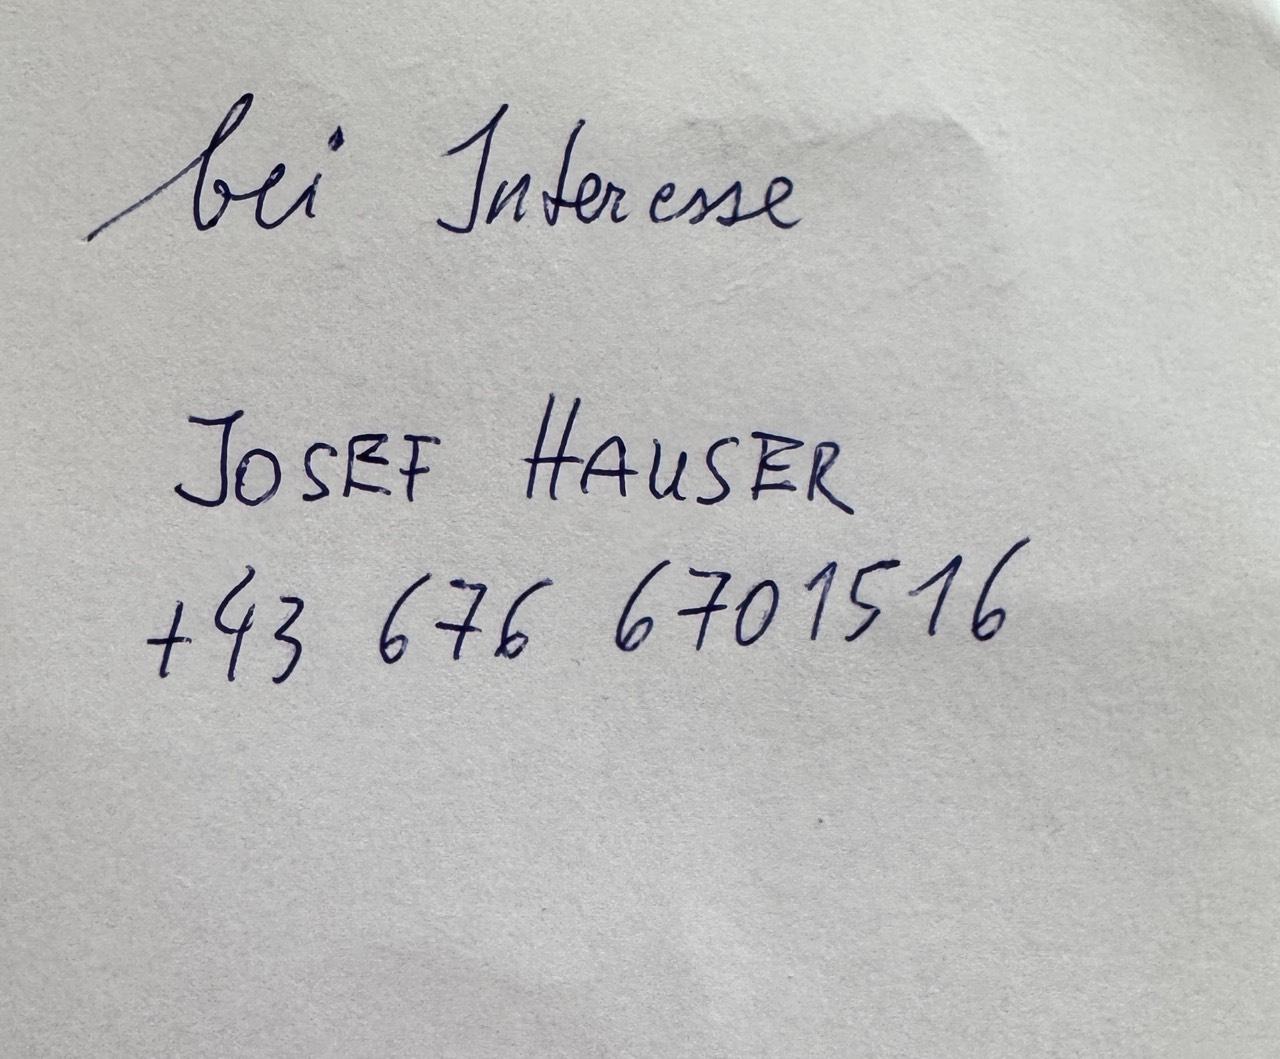 bei Interesse
JOSEF HAUSER
+43 676 6701516